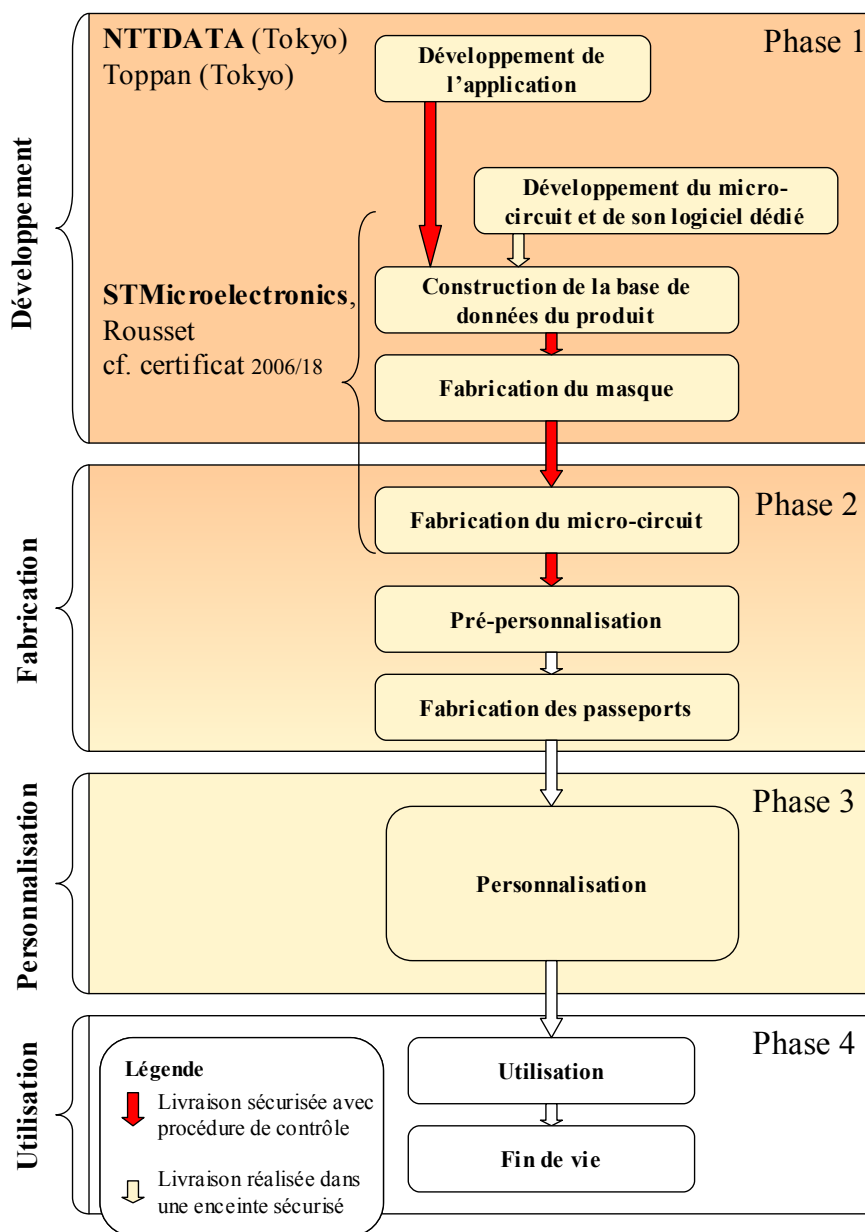 Développement
NTTDATA (Tokyo)
Toppan (Tokyo)
Phase 1
Développement de
l'application
Développement du micro-
circuit et de son logiciel dédié
STMicroelectronics,
Rousset
cf. certificat 2006/18
Construction de la base de
données du produit
Fabrication du masque
Fabrication
Phase 2
Fabrication du micro-circuit
Pré-personnalisation
Fabrication des passeports
Personnalisation
Phase 3
Personnalisation
Utilisation
Phase 4
Utilisation
Fin de vie
Légende
Livraison sécurisée avec
procédure de contrôle
Livraison réalisée dans
une enceinte sécurisé